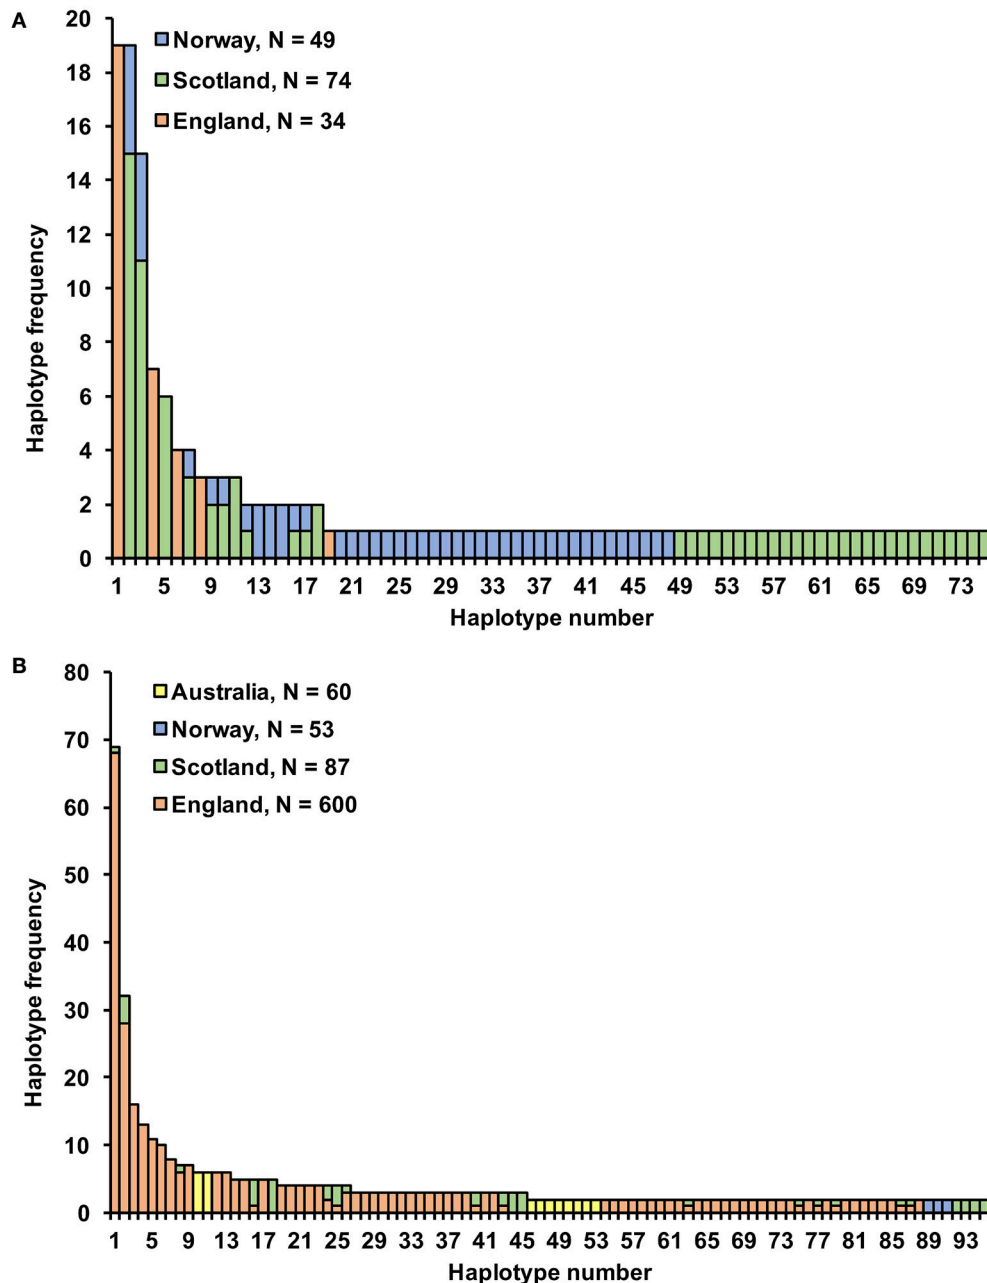 A
20
18
16
14
12
10
8
6
4
2
0
Haplotype frequency
Norway, N = 49
Scotland, N = 74
England, N = 34
1 5 9 13 17 21 25 29 33 37 41 45 49 53 57 61 65 69 73
Haplotype number
B
80
70
60
50
40
30
20
10
0
Haplotype frequency
Australia, N = 60
Norway, N = 53
Scotland, N = 87
England, N = 600
1 5 9 13 17 21 25 29 33 37 41 45 49 53 57 61 65 69 73 77 81 85 89 93
Haplotype number